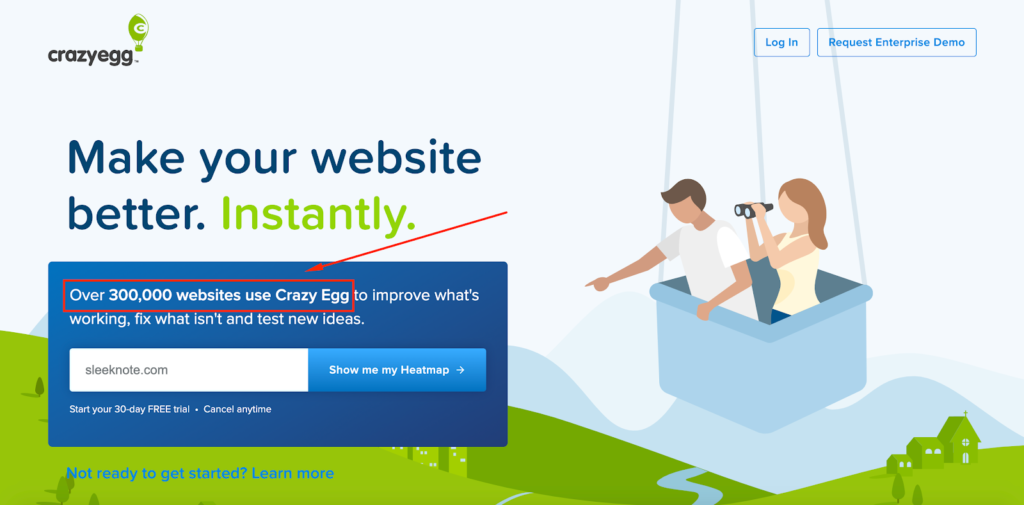 crazyegg™
Log In
Request Enterprise Demo
Make your website
better. Instantly.
Over 300,000 websites use Crazy Egg to improve what's
working, fix what isn't and test new ideas.
sleeknote.com
Show me my Heatmap →
Start your 30-day FREE trial • Cancel anytime
Not ready to get started? Learn more